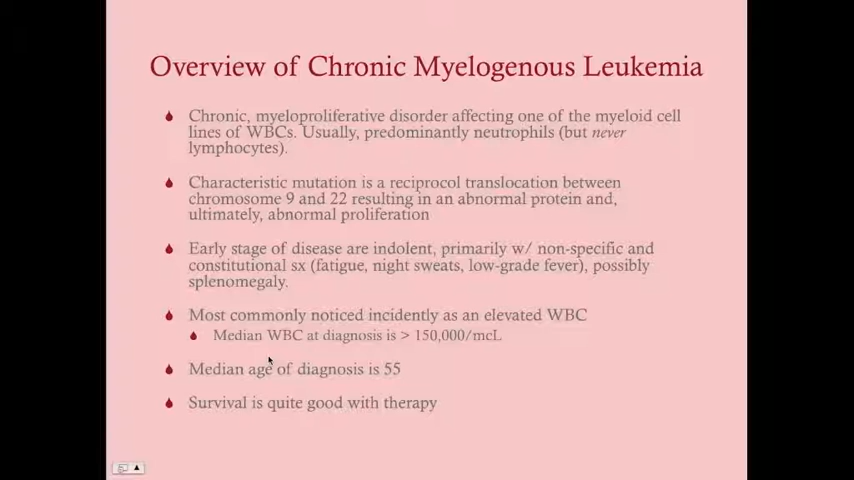 Overview of Chronic Myelogenous Leukemia
Chronic, myeloproliferative disorder affecting one of the myeloid cell
lines of WBCs. Usually, predominantly neutrophils (but never
lymphocytes).
Characteristic mutation is a reciprocol translocation between
chromosome 9 and 22 resulting in an abnormal protein and,
ultimately, abnormal proliferation
Early stage of disease are indolent, primarily w/ non-specific and
constitutional sx (fatigue, night sweats, low-grade fever), possibly
splenomegaly.
Most commonly noticed incidently as an elevated WBC
Median WBC at diagnosis is > 150,000/mcL
Median age of diagnosis is 55
Survival is quite good with therapy